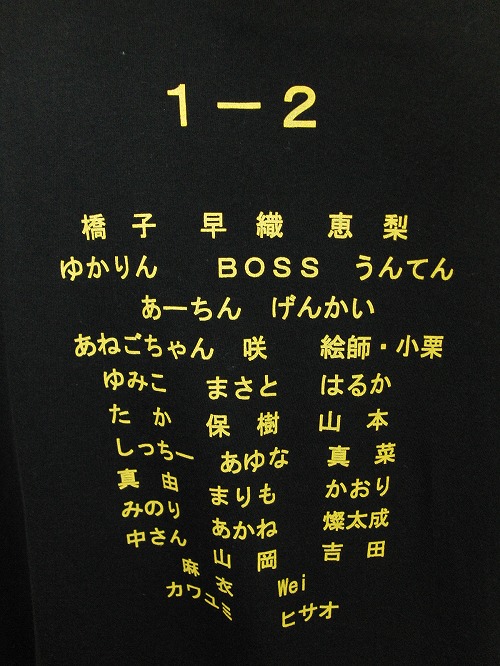 1－2
橋子 早織 恵梨
ゆかりん BOSS うんてん
あーちん げんかい
あねごちゃん 咲 絵師・小栗
ゆみこ まさと はるか
たか 保樹 山本
しっちー あゆな 真菜
真由 まりも かおり
みのり あかね 燦太成
中さん 山岡 吉田
麻衣 Wei
カワユミ ヒサオ